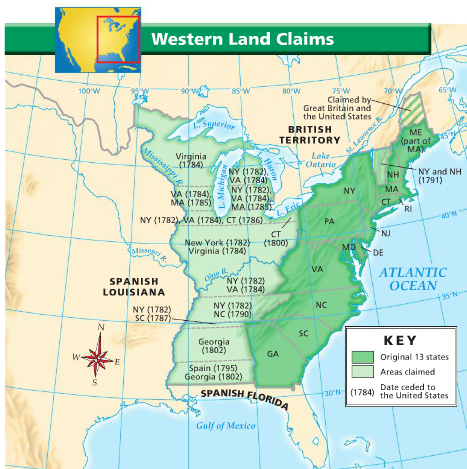 Western Land Claims
100°W
95°W
90°W
85°W
80°W
75°W
70°W
65°W
Claimed by
Great Britain and
the United States
BRITISH
TERRITORY
L. Superior
St. Lawrence R.
ME
(part of
MA)
Lake
Ontario
Mississippi R.
Virginia
(1784)
L. Michigan
L. Huron
NY (1782)
VA (1784)
NY (1782),
VA (1784),
MA (1785)
VA (1784),
MA (1785)
NH
NY and NH
(1791)
NY
MA
CT
RI
L. Erie
NY (1782), VA (1784), CT (1786)
CT
(1800)
PA
NJ
40°N
Missouri R.
New York (1782)
Virginia (1784)
MD
DE
Ohio R.
VA
ATLANTIC
OCEAN
SPANISH
LOUISIANA
NY (1782)
VA (1784)
35°N
NY (1782)
SC (1787)
NY (1782)
NC (1790)
NC
N
W
E
S
Georgia
(1802)
SC
GA
Spain (1795)
Georgia (1802)
SPANISH FLORIDA
30°N
Gulf of Mexico
KEY
Original 13 states
Areas claimed
(1784) Date ceded to
the United States